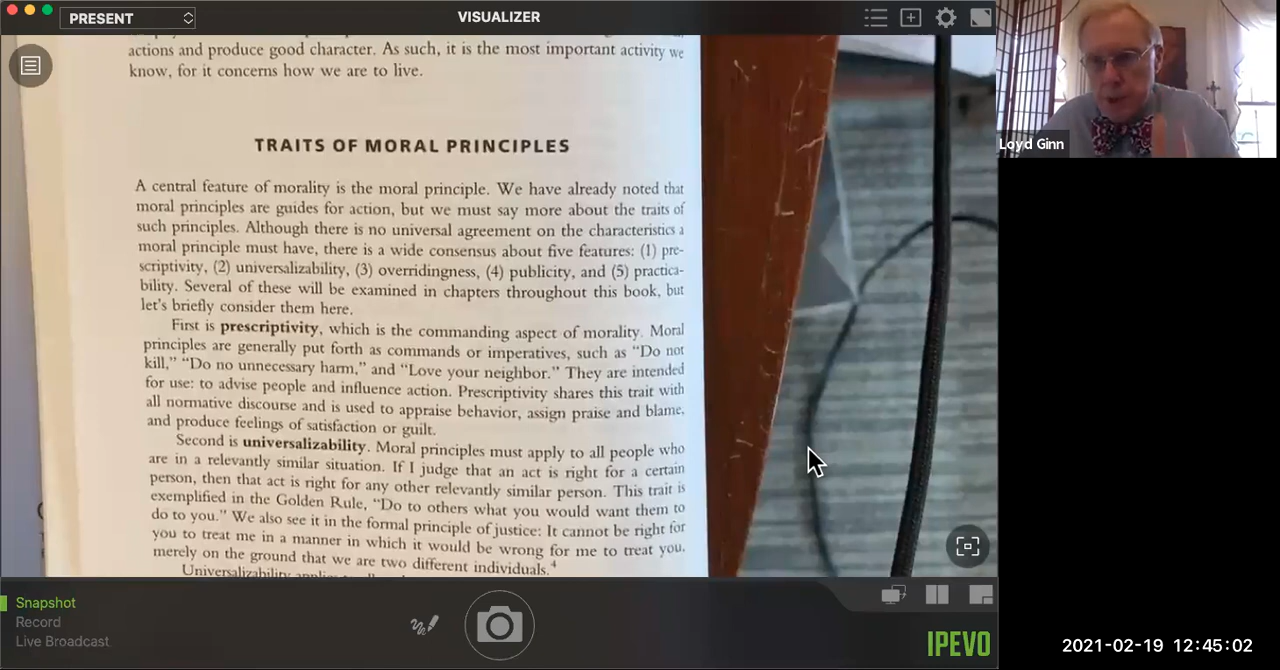 PRESENT
VISUALIZER
actions and produce good character. As such, it is the most important activity we
know, for it concerns how we are to live.
TRAITS OF MORAL PRINCIPLES
A central feature of morality is the moral principle. We have already noted that
moral principles are guides for action, but we must say more about the traits of
such principles. Although there is no universal agreement on the characteristics a
moral principle must have, there is a wide consensus about five features: (1) pre-
scriptivity, (2) universalizability, (3) overridingness, (4) publicity, and (5) practica-
bility. Several of these will be examined in chapters throughout this book, but
let's briefly consider them here.
First is prescriptivity, which is the commanding aspect of morality. Moral
principles are generally put forth as commands or imperatives, such as “Do not
kill,” “Do no unnecessary harm,” and “Love your neighbor.” They are intended
for use: to advise people and influence action. Prescriptivity shares this trait with
all normative discourse and is used to appraise behavior, assign praise and blame,
and produce feelings of satisfaction or guilt.
Second is universalizability. Moral principles must apply to all people who
are in a relevantly similar situation. If I judge that an act is right for a certain
person, then that act is right for any other relevantly similar person. This trait is
exemplified in the Golden Rule, “Do to others what you would want them to
do to you.” We also see it in the formal principle of justice: It cannot be right for
you to treat me in a manner in which it would be wrong for me to treat you,
merely on the ground that we are two different individuals.4
Universalizability
Snapshot
Record
Live Broadcast
IPEVO
Loyd Ginn
2021-02-19 12:45:02